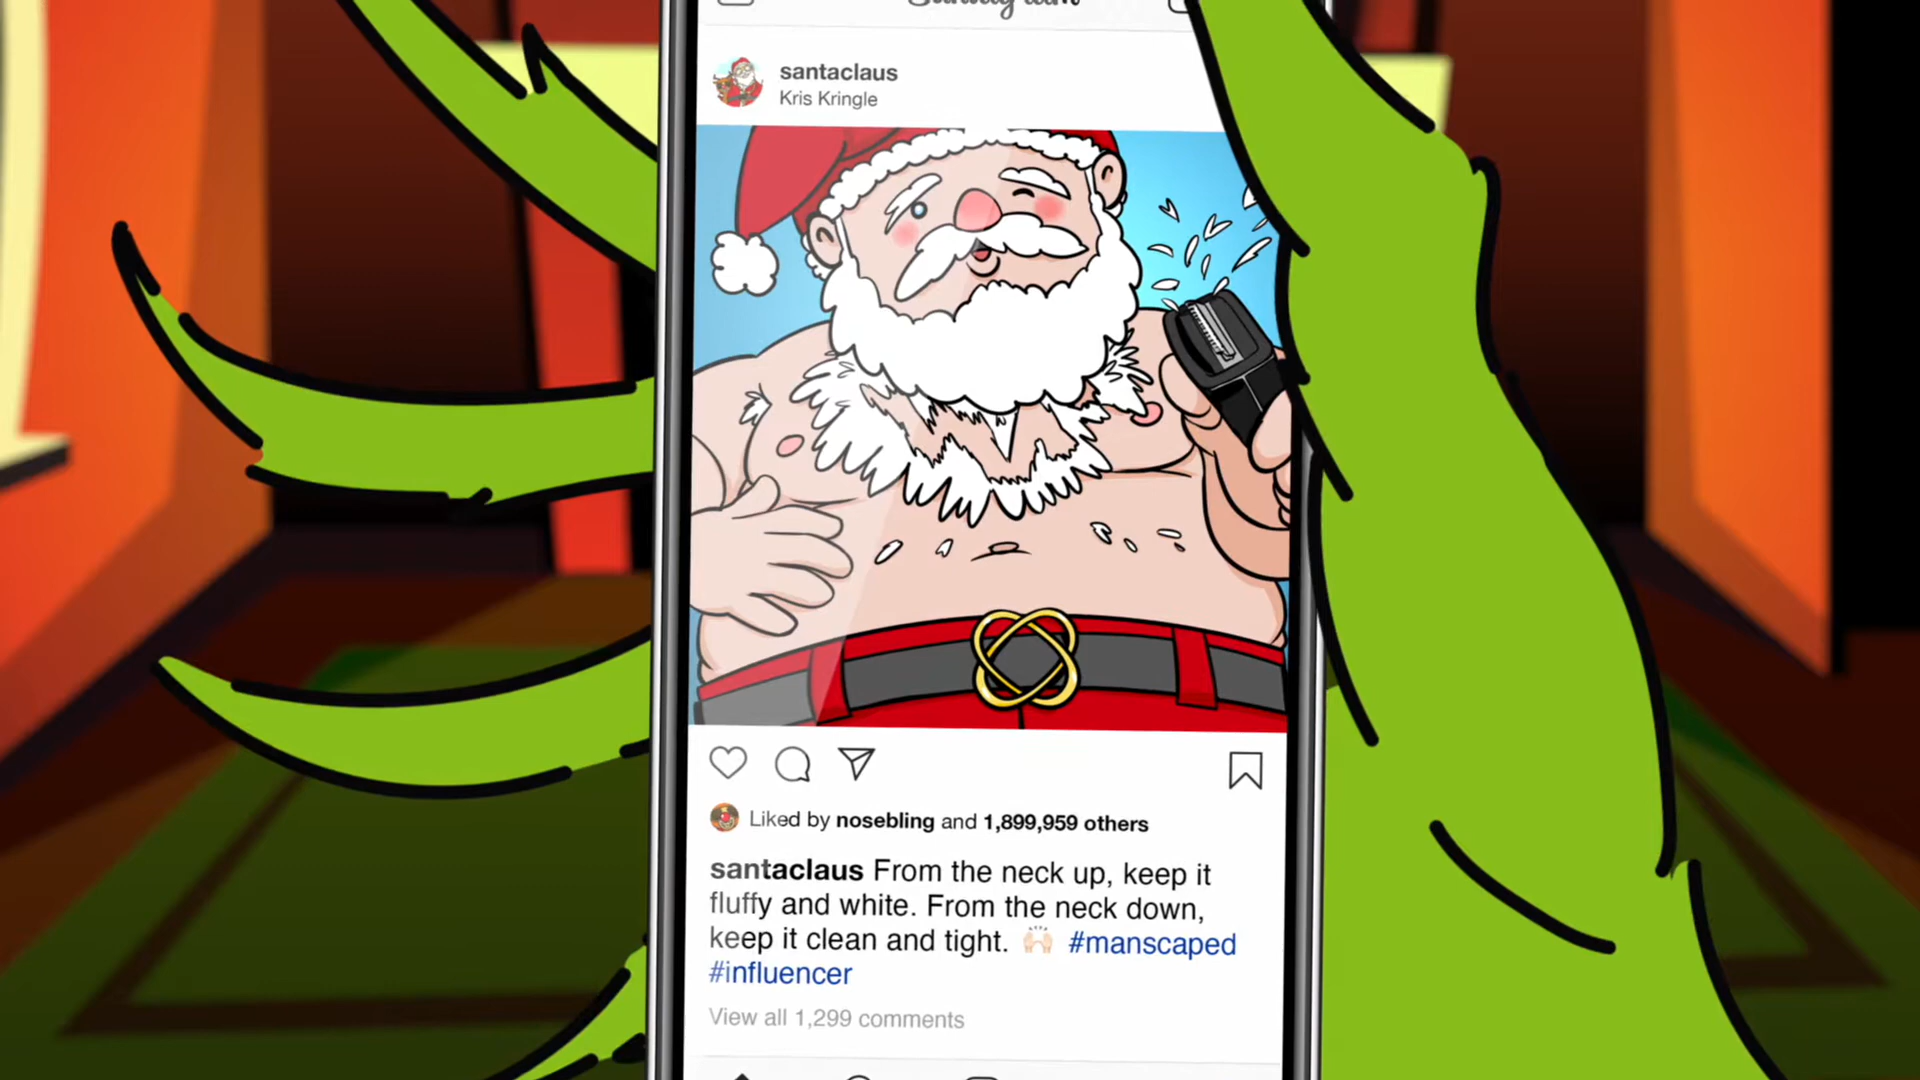 santaclaus
Kris Kringle
Liked by nosebling and 1,899,959 others
santaclaus From the neck up, keep it
fluffy and white. From the neck down,
keep it clean and tight. 🙌🏻 #manscaped
#influencer
View all 1,299 comments